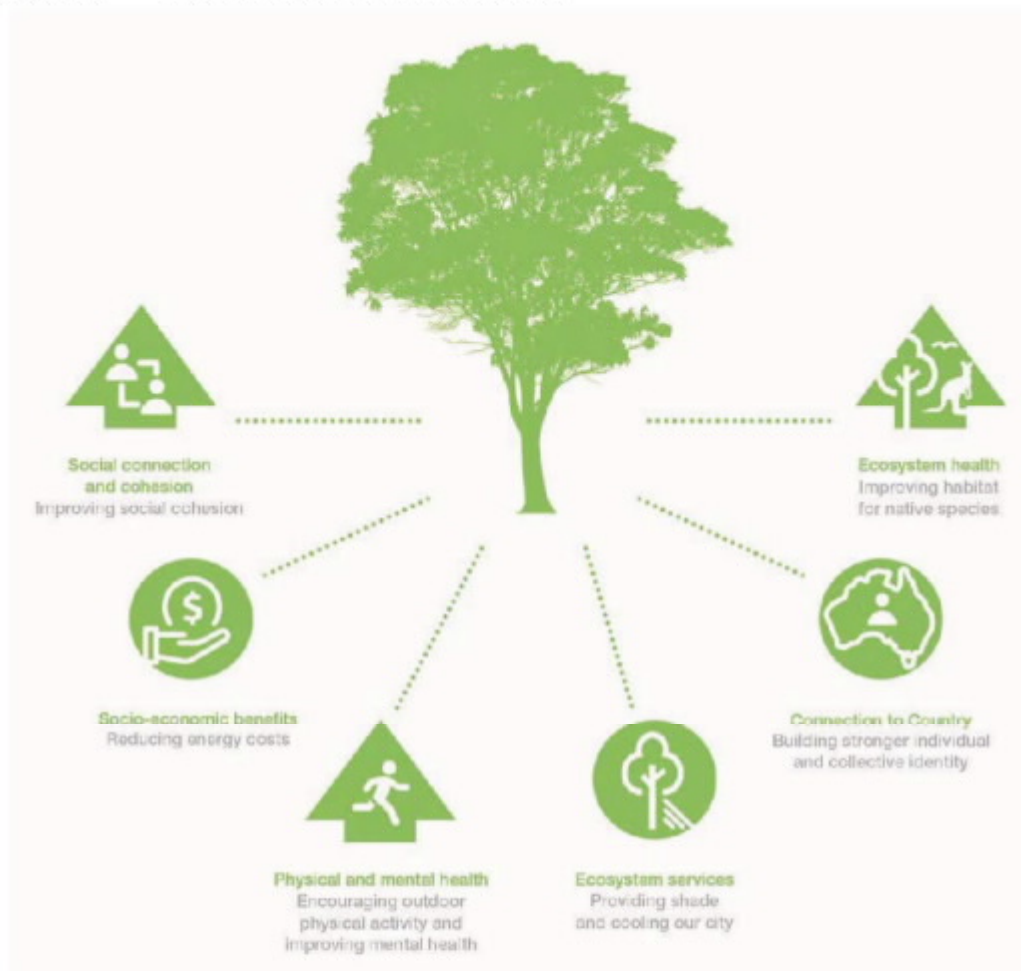 Social connection
and cohesion
Improving social cohesion
Ecosystem health
Improving habitat
for native species
$
Socio-economic benefits
Reducing energy costs
Connection to Country
Building stronger individual
and collective identity
Physical and mental health
Encouraging outdoor
physical activity and
improving mental health
Ecosystem services
Providing shade
and cooling our city